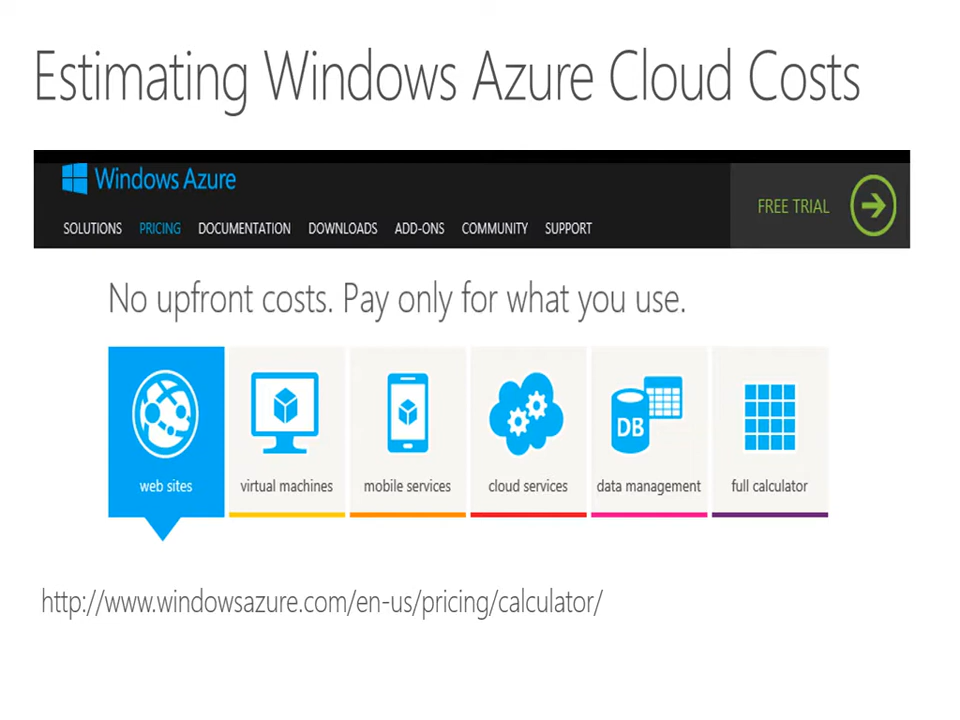 Estimating Windows Azure Cloud Costs
Windows Azure
FREE TRIAL
SOLUTIONS PRICING DOCUMENTATION DOWNLOADS ADD-ONS COMMUNITY SUPPORT
No upfront costs. Pay only for what you use.
DB
web sites virtual machines mobile services cloud services data management full calculator
http://www.windowsazure.com/en-us/pricing/calculator/